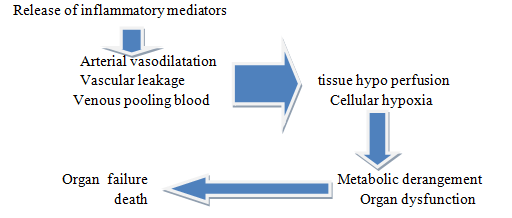 Release of inflammatory mediators
Arterial vasodilatation
Vascular leakage
Venous pooling blood
tissue hypo perfusion
Cellular hypoxia
Metabolic derangement
Organ dysfunction
Organ failure
death